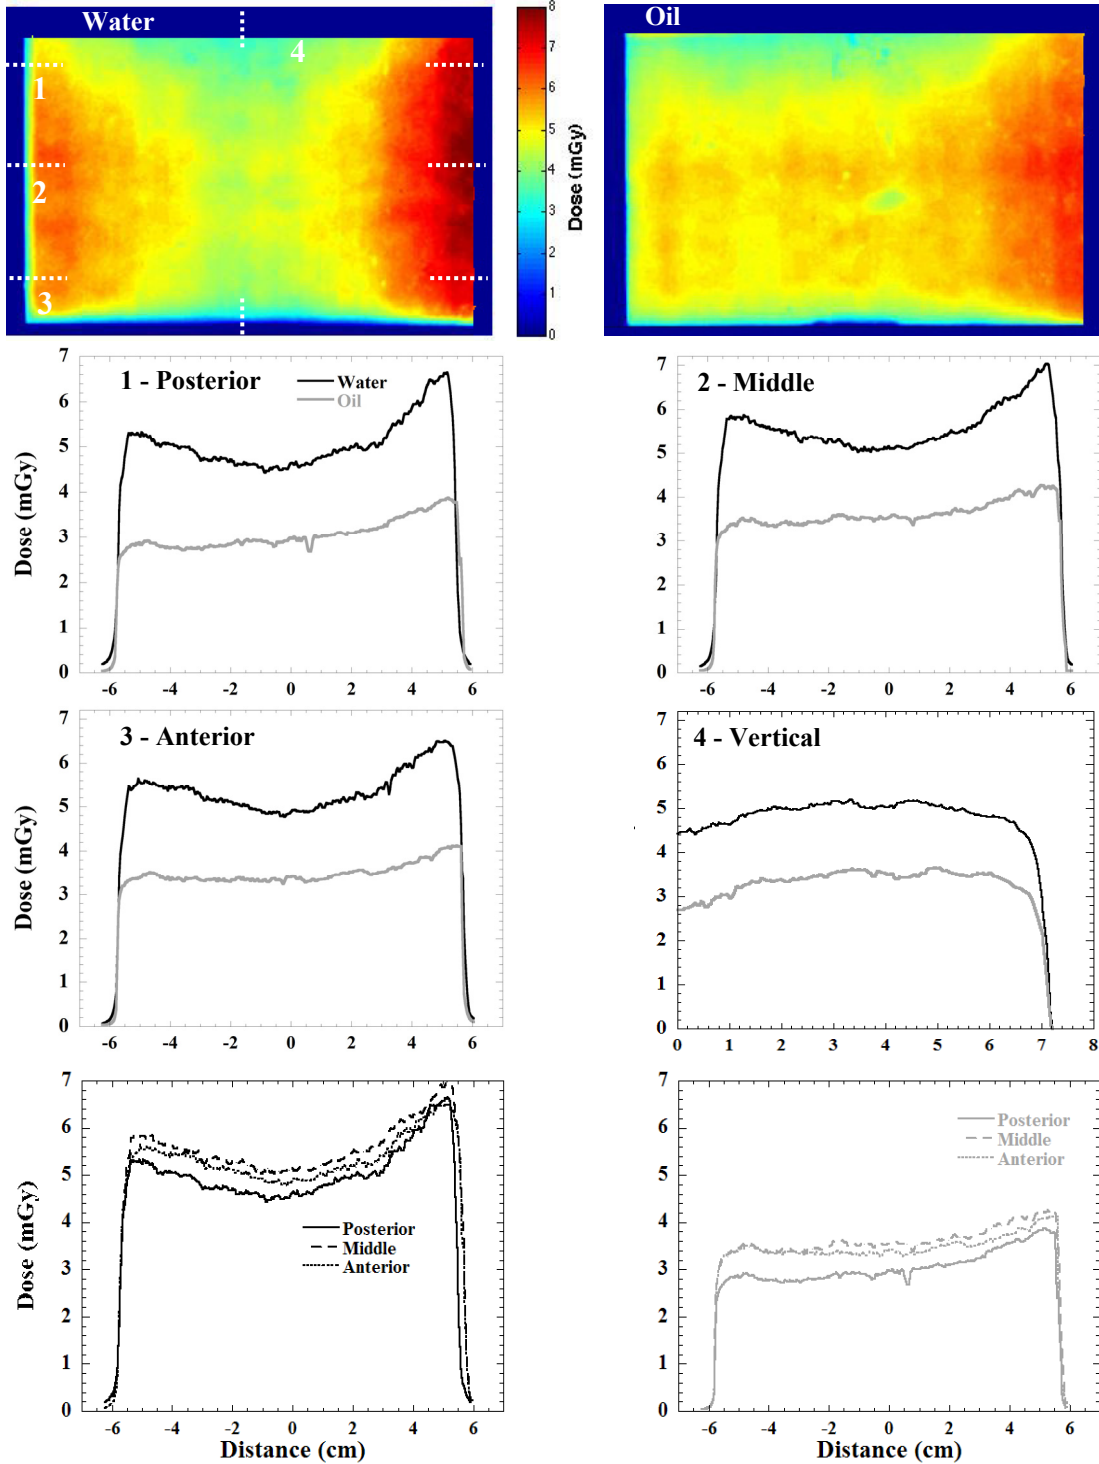 Water
Oil
4
1
2
3
8
7
6
5
4
3
2
1
0
Dose (mGy)
1 - Posterior
Water
Oil
7
6
5
4
3
2
1
0
Dose (mGy)
-6 -4 -2 0 2 4 6
2 - Middle
7
6
5
4
3
2
1
0
-6 -4 -2 0 2 4 6
3 - Anterior
7
6
5
4
3
2
1
0
Dose (mGy)
-6 -4 -2 0 2 4 6
4 - Vertical
6
5
4
3
2
1
0
0 1 2 3 4 5 6 7 8
7
6
5
4
3
2
1
0
Dose (mGy)
Posterior
Middle
Anterior
-6 -4 -2 0 2 4 6
Distance (cm)
7
6
5
4
3
2
1
0
Posterior
Middle
Anterior
-6 -4 -2 0 2 4 6
Distance (cm)